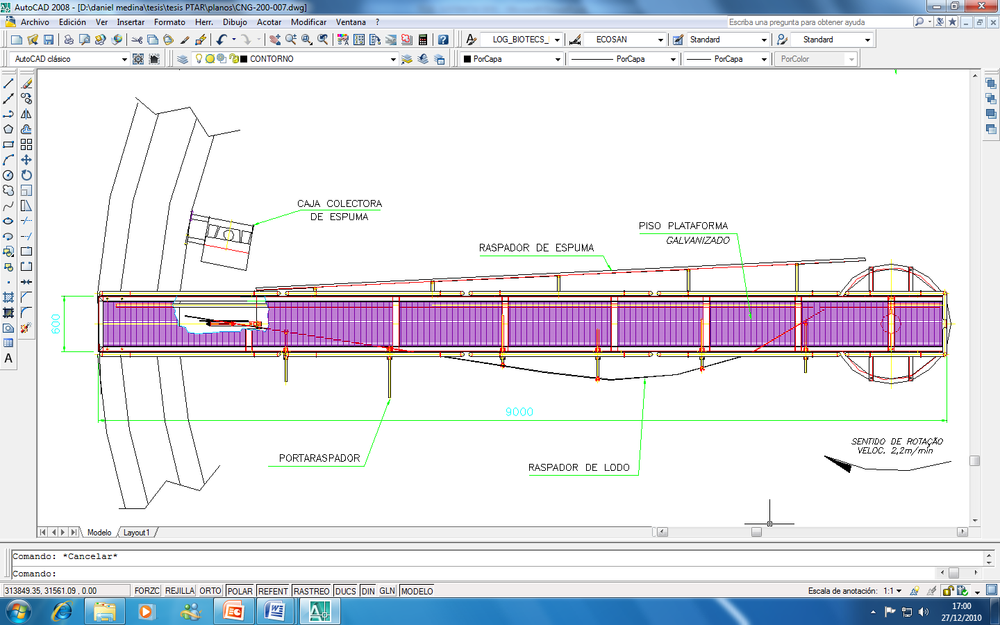 AutoCAD 2008 - [D:\daniel medina\tesis\tesis PTAR\planos\CNG-200-007.dwg]
Archivo Edición Ver Insertar Formato Herr. Dibujo Acotar Modificar Ventana ?
Escriba una pregunta para obtener ayuda
LOG_BIOTECS_ ECOSAN Standard Standard
AutoCAD clásico CONTORNO PorCapa PorCapa PorCapa PorColor
CAJA COLECTORA
DE ESPUMA
PISO PLATAFORMA
GALVANIZADO
RASPADOR DE ESPUMA
600
9000
SENTIDO DE ROTAÇÃO
VELOC. 2,2m/min
PORTARASPADOR
RASPADOR DE LODO
A
Modelo Layout1
Comando: *Cancelar*
Comando:
313849.35, 31561.09 , 0.00 FORZC REJILLA ORTO POLAR REFENT RASTREO DUCS DIN GLN MODELO
Escala de anotación: 1:1
17:00
27/12/2010